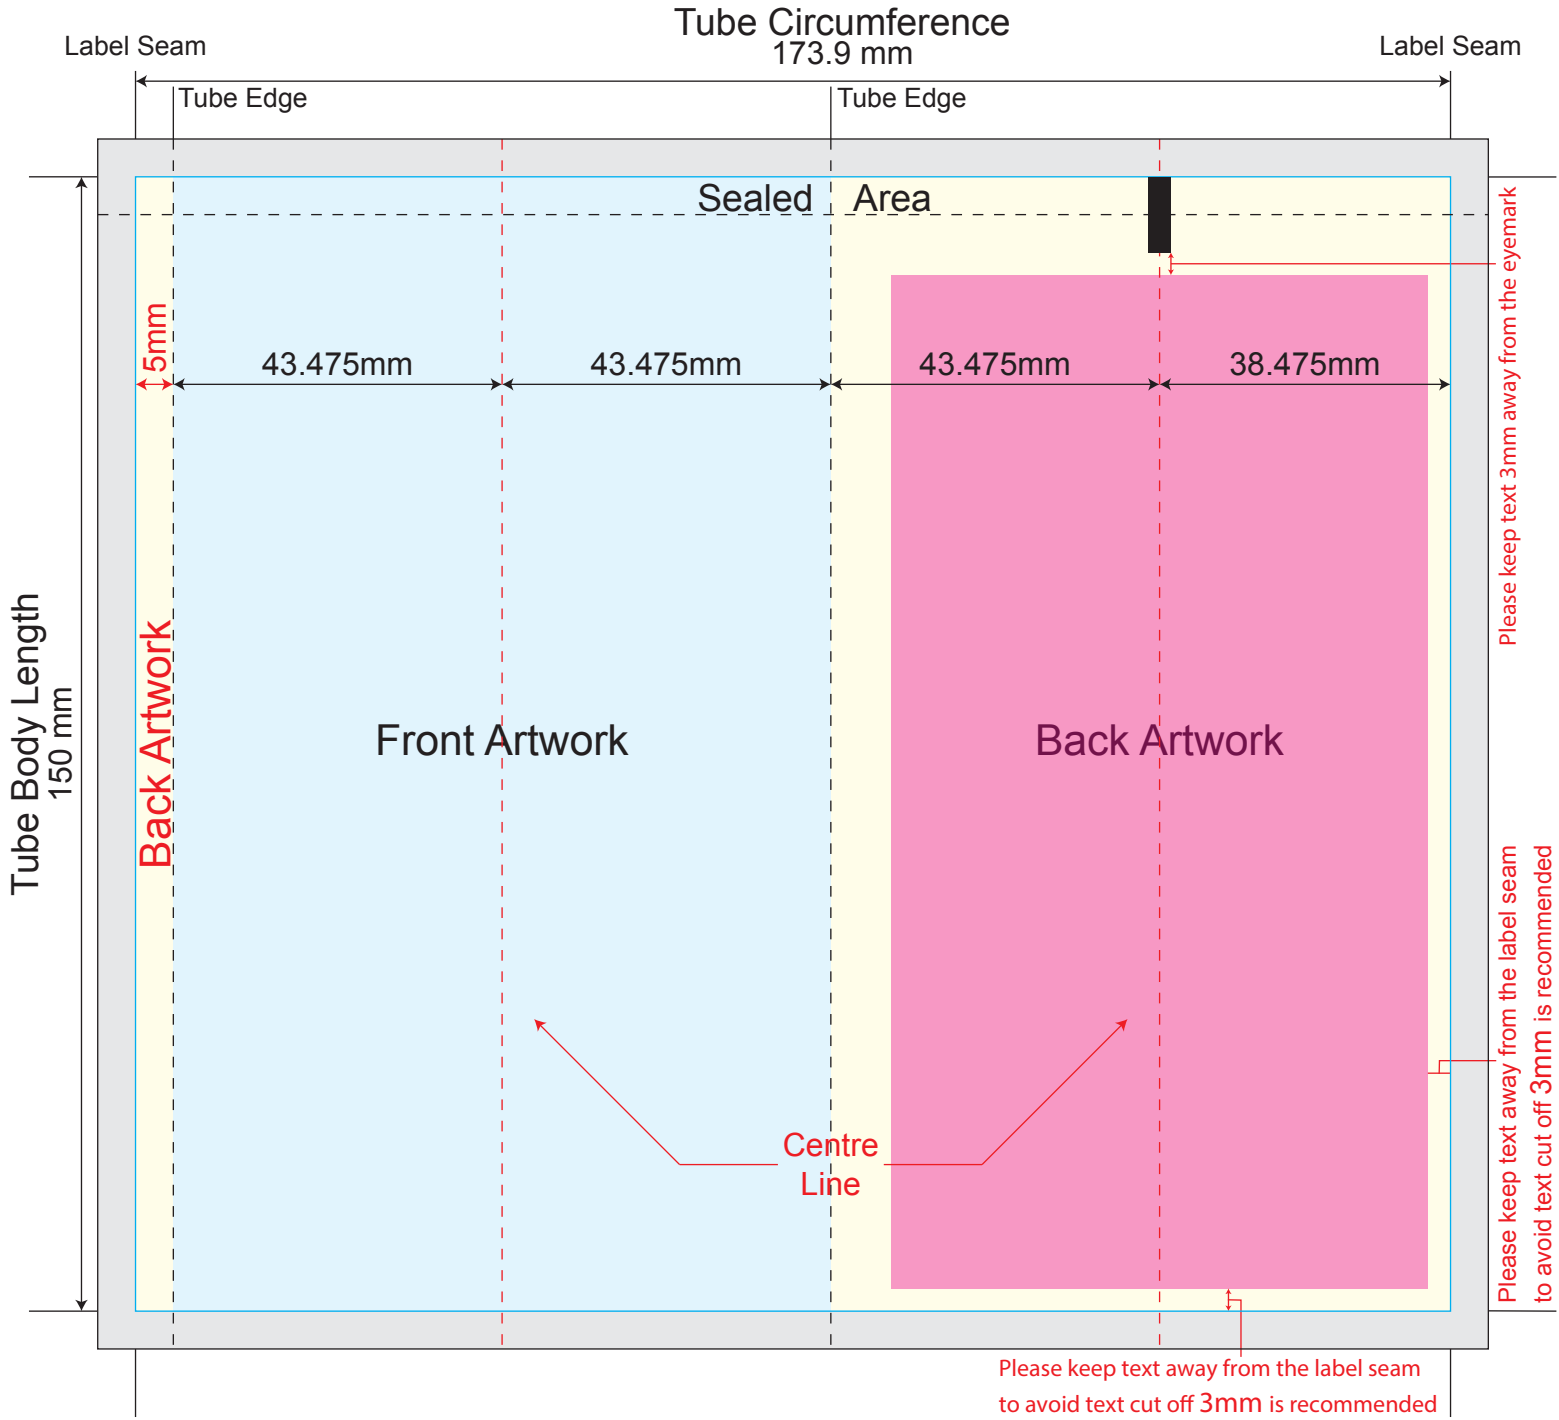 Tube Circumference
173.9 mm
Label Seam
Label Seam
Tube Edge
Tube Edge
Sealed Area
5mm
43.475mm
43.475mm
43.475mm
38.475mm
Please keep text 3mm away from the eyemark
Tube Body Length
150 mm
Back Artwork
Front Artwork
Back Artwork
Centre
Line
Please keep text away from the label seam
to avoid text cut off 3mm is recommended
Please keep text away from the label seam
to avoid text cut off 3mm is recommended